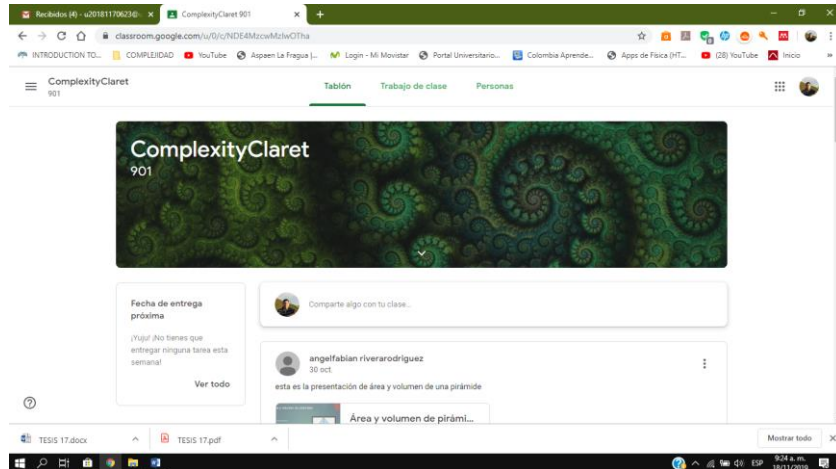 Recibidos (4) - u20181170623@
ComplexityClaret 901
classroom.google.com/u/0/c/NDE4MzcwMzIwOTha
INTRODUCTION TO...
COMPLEJIDAD
YouTube
Aspaen La Fragua |...
Login - Mi Movistar
Portal Universitario...
Colombia Aprende...
Apps de Física (HT...
(28) YouTube
Inicio
ComplexityClaret
901
Tablón
Trabajo de clase
Personas
ComplexityClaret
901
Fecha de entrega
próxima
¡Yuju! ¡No tienes que
entregar ninguna tarea esta
semana!
Ver todo
Comparte algo con tu clase...
angelfabian riverarodriguez
30 oct.
esta es la presentación de área y volumen de una pirámide
Área y volumen de pirámi...
TESIS 17.docx
TESIS 17.pdf
Mostrar todo
ESP
9:24 a. m.
18/11/2019